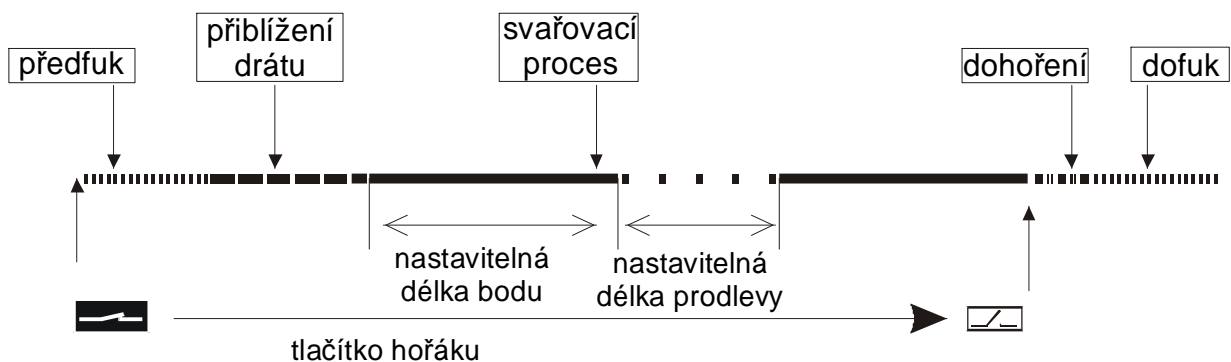 předfuk
přiblížení
drátu
svařovací
proces
dohoření
dofuk
nastavitelná
délka bodu
nastavitelná
délka prodlevy
tlačítko hořáku